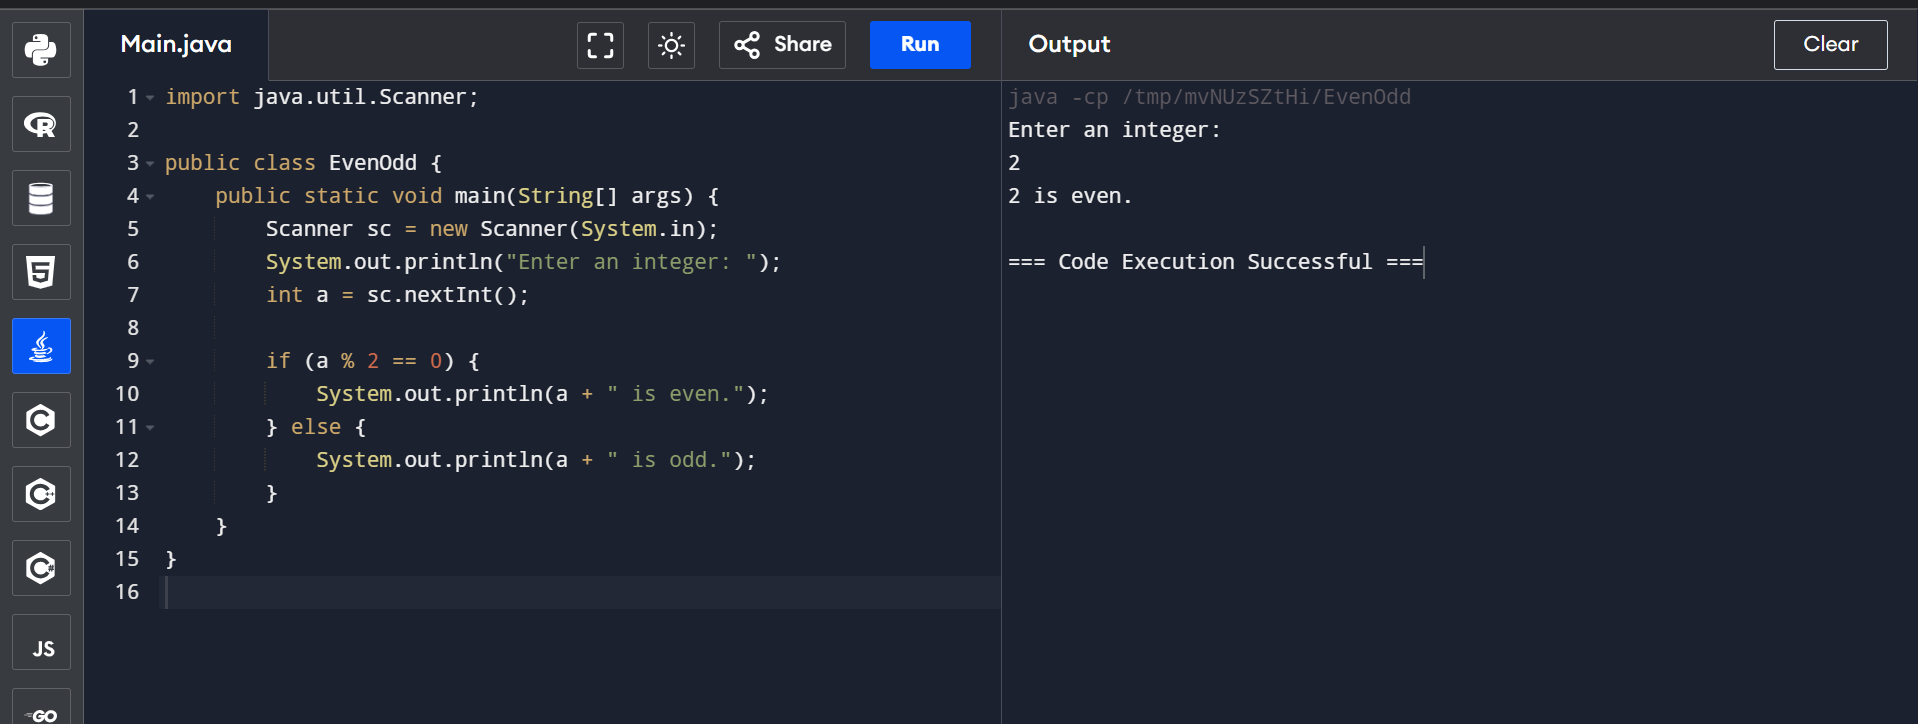 Main.java
Share
Run
Output
Clear
1 import java.util.Scanner;
2
3 public class EvenOdd {
4     public static void main(String[] args) {
5         Scanner sc = new Scanner(System.in);
6         System.out.println("Enter an integer: ");
7         int a = sc.nextInt();
8
9         if (a % 2 == 0) {
10             System.out.println(a + " is even.");
11         } else {
12             System.out.println(a + " is odd.");
13         }
14     }
15 }
16
java -cp /tmp/mvNUzSZtHi/EvenOdd
Enter an integer:
2
2 is even.
=== Code Execution Successful ===
R
5
C
C++
C#
JS
GO